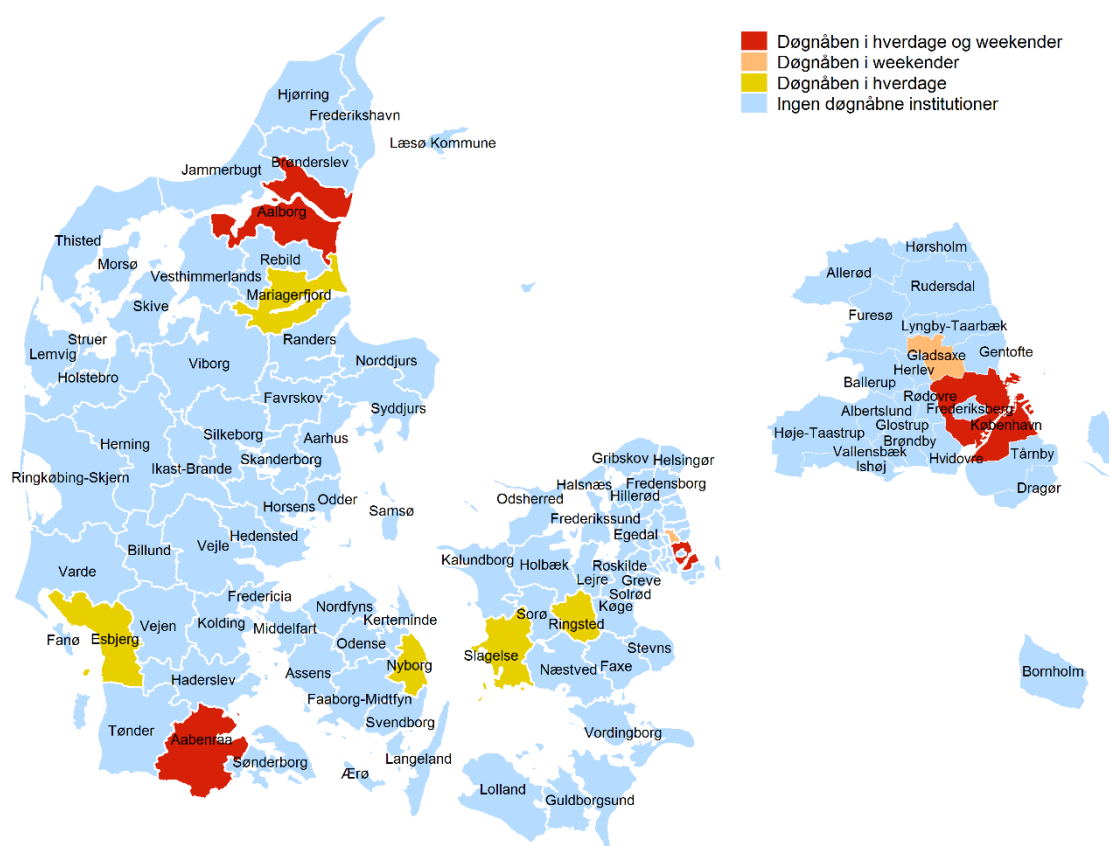 Døgnåben i hverdage og weekender
Døgnåben i weekender
Døgnåben i hverdage
Ingen døgnåbne institutioner
Hjørring
Frederikshavn
Læsø Kommune
Brønderslev
Jammerbugt
Aalborg
Thisted
Morsø
Rebild
Vesthimmerlands
Mariagerfjord
Skive
Struer
Lemvig
Holstebro
Viborg
Randers
Norddjurs
Favrskov
Syddjurs
Herning
Silkeborg
Aarhus
Skanderborg
Ikast-Brande
Ringkøbing-Skjern
Horsens
Odder
Samsø
Hedensted
Billund
Vejle
Varde
Fredericia
Esbjerg
Fanø
Vejen
Kolding
Middelfart
Nordfyns
Kerteminde
Odense
Nyborg
Assens
Haderslev
Faaborg-Midtfyn
Svendborg
Tønder
Aabenraa
Sønderborg
Ærø
Langeland
Gribskov
Helsingør
Halsnæs
Fredensborg
Hillerød
Odsherred
Frederikssund
Egedal
Kalundborg
Holbæk
Roskilde
Lejre
Greve
Solrød
Køge
Sorø
Ringsted
Slagelse
Stevns
Næstved
Faxe
Vordingborg
Lolland
Guldborgsund
Hørsholm
Allerød
Rudersdal
Furesø
Lyngby-Taarbæk
Gladsaxe
Gentofte
Herlev
Ballerup
Rødovre
Albertslund
Frederiksberg
Glostrup
København
Høje-Taastrup
Brøndby
Vallensbæk
Hvidovre
Tårnby
Ishøj
Dragør
Bornholm